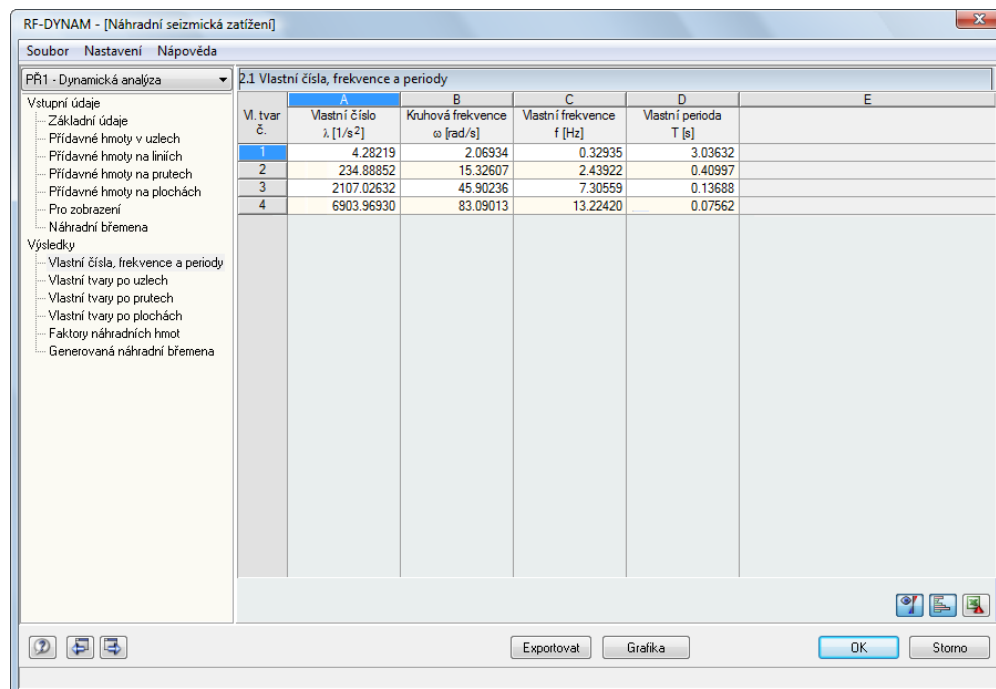 RF-DYNAM - [Náhradní seizmická zatížení]
Soubor Nastavení Nápověda
PŘ1 - Dynamická analýza
Vstupní údaje
Základní údaje
Přídavné hmoty v uzlech
Přídavné hmoty na liniích
Přídavné hmoty na prutech
Přídavné hmoty na plochách
Pro zobrazení
Náhradní břemena
Výsledky
Vlastní čísla, frekvence a periody
Vlastní tvary po uzlech
Vlastní tvary po prutech
Vlastní tvary po plochách
Faktory náhradních hmot
Generovaná náhradní břemena
2.1 Vlastní čísla, frekvence a periody
A B C D E
Vl. tvar Vlastní číslo Kruhová frekvence Vlastní frekvence Vlastní perioda
č. λ [1/s²] ω [rad/s] f [Hz] T [s]
1 4.28219 2.06934 0.32935 3.03632
2 234.88852 15.32607 2.43922 0.40997
3 2107.02632 45.90236 7.30559 0.13688
4 6903.96930 83.09013 13.22420 0.07562
Exportovat Grafika OK Storno